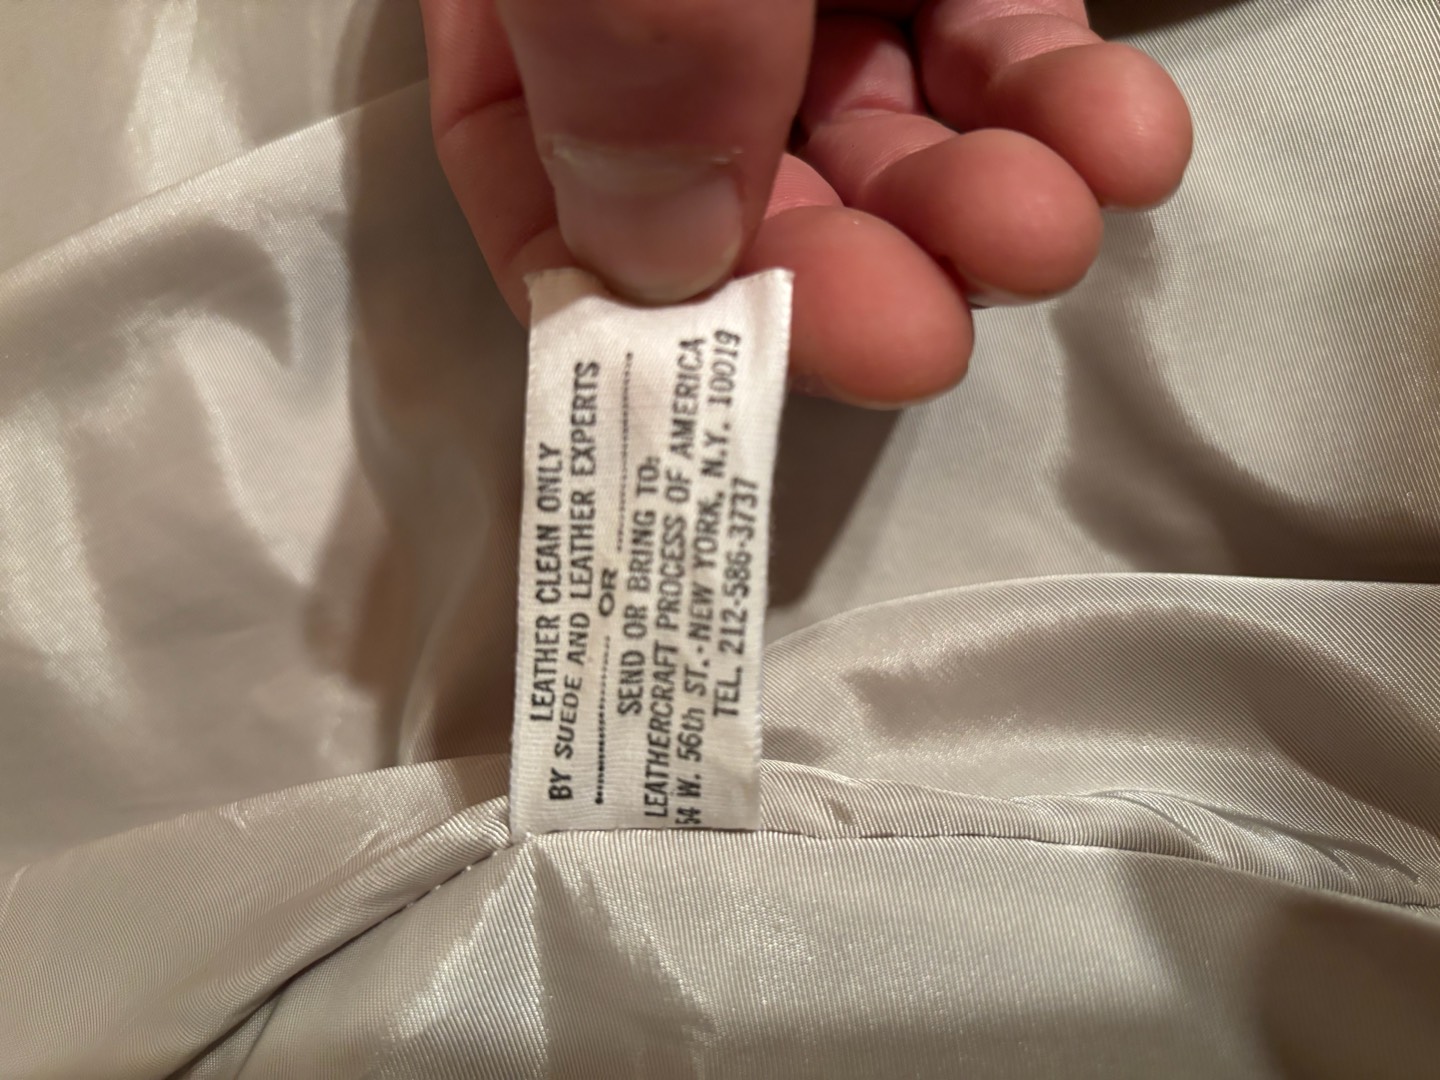 LEATHER CLEAN ONLY
BY SUEDE AND LEATHER EXPERTS
OR
SEND OR BRING TO:
LEATHERCRAFT PROCESS OF AMERICA
54 W. 56th ST.-NEW YORK, N.Y. 10019
TEL. 212-586-3737